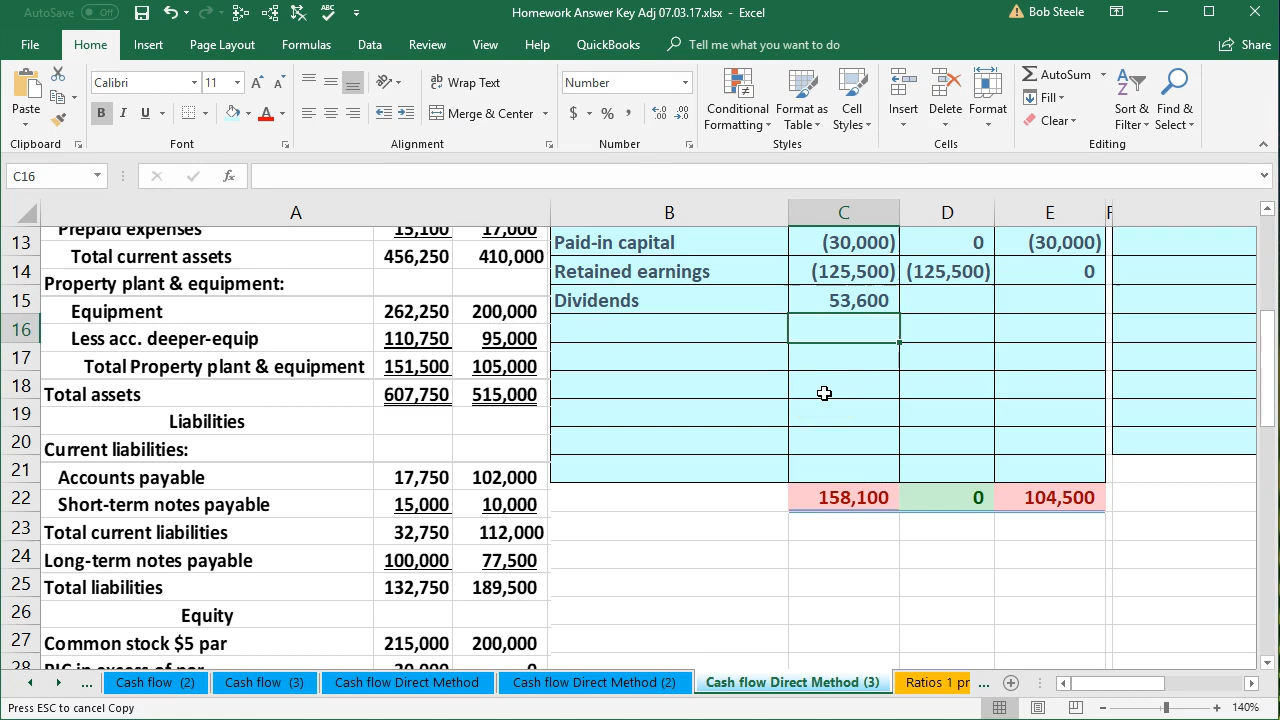 AutoSave Off Homework Answer Key Adj 07.03.17.xlsx - Excel Bob Steele
File Home Insert Page Layout Formulas Data Review View Help QuickBooks Tell me what you want to do Share
Paste Calibri 11 Wrap Text Number Conditional Formatting Format as Table Cell Styles Insert Delete Format AutoSum Sort & Filter Find & Select
B I U Merge & Center $ % , Fill Clear
Clipboard Font Alignment Number Styles Cells Editing
C16 fx
A B C D E F
13 Prepaid expenses 15,100 17,000 Paid-in capital (30,000) 0 (30,000)
14 Total current assets 456,250 410,000 Retained earnings (125,500) (125,500) 0
15 Property plant & equipment: Dividends 53,600
16 Equipment 262,250 200,000
17 Less acc. deeper-equip 110,750 95,000
18 Total Property plant & equipment 151,500 105,000
19 Total assets 607,750 515,000
Liabilities
20 Current liabilities:
21 Accounts payable 17,750 102,000
22 Short-term notes payable 15,000 10,000 158,100 0 104,500
23 Total current liabilities 32,750 112,000
24 Long-term notes payable 100,000 77,500
25 Total liabilities 132,750 189,500
26 Equity
27 Common stock $5 par 215,000 200,000
28 PIC in excess of par 30,000 0
... Cash flow (2) Cash flow (3) Cash flow Direct Method Cash flow Direct Method (2) Cash flow Direct Method (3) Ratios 1 pr ...
Press ESC to cancel Copy 140%